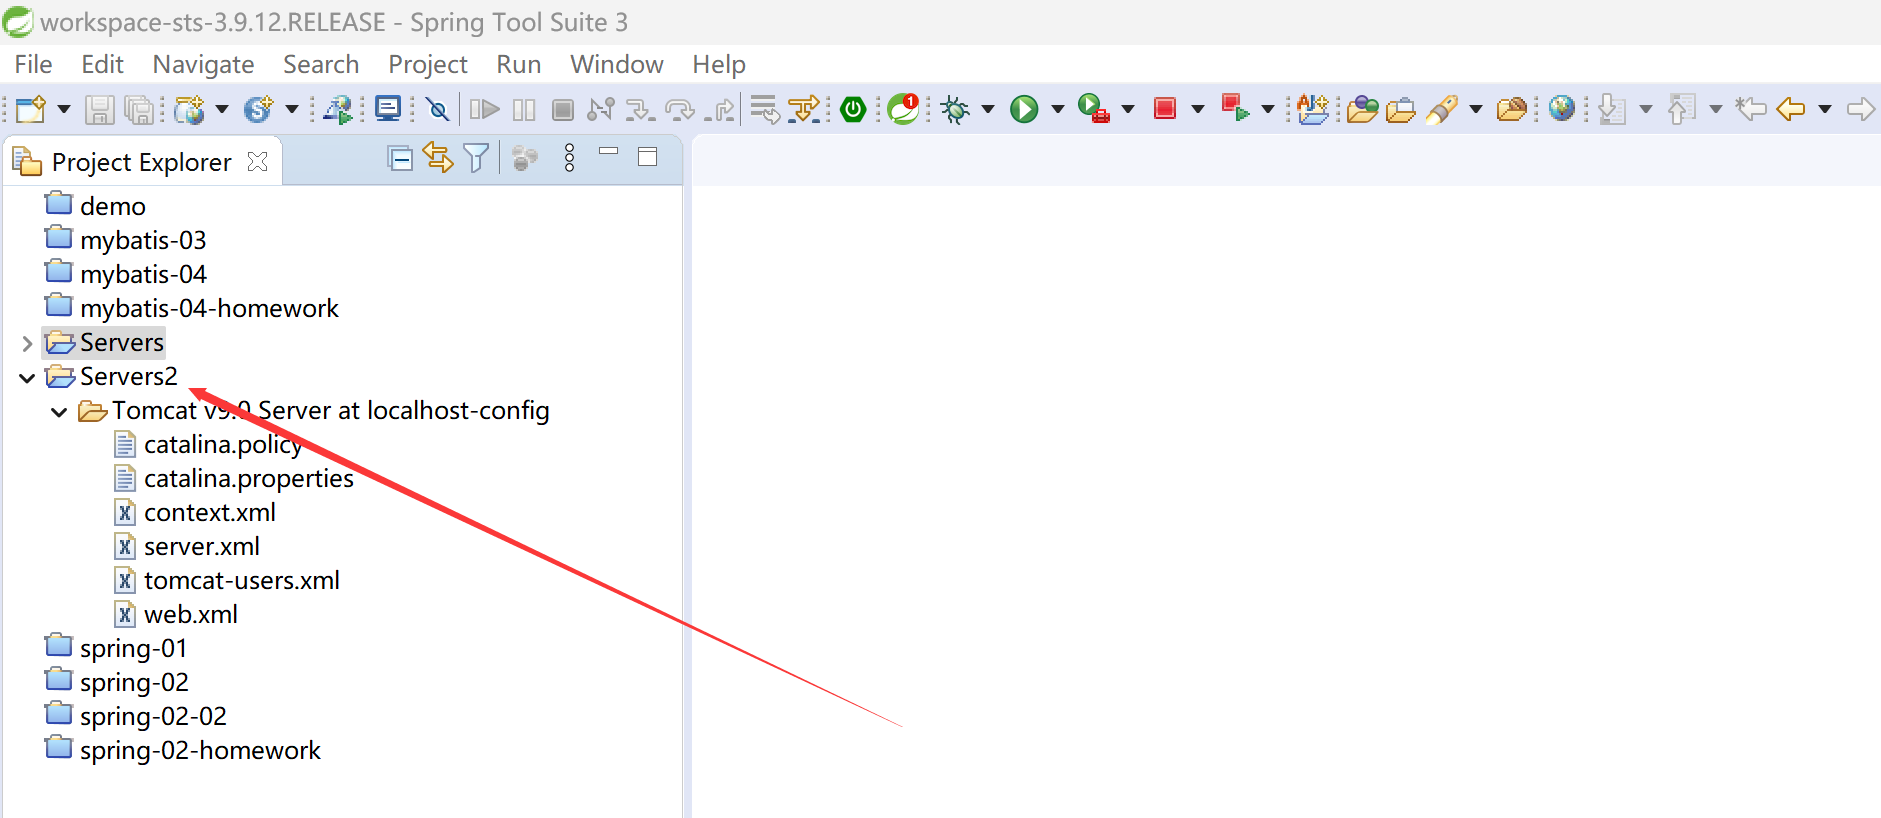 workspace-sts-3.9.12.RELEASE - Spring Tool Suite 3
File Edit Navigate Search Project Run Window Help
1
Project Explorer
demo
mybatis-03
mybatis-04
mybatis-04-homework
Servers
Servers2
Tomcat v9.0 Server at localhost-config
catalina.policy
catalina.properties
context.xml
server.xml
tomcat-users.xml
web.xml
spring-01
spring-02
spring-02-02
spring-02-homework